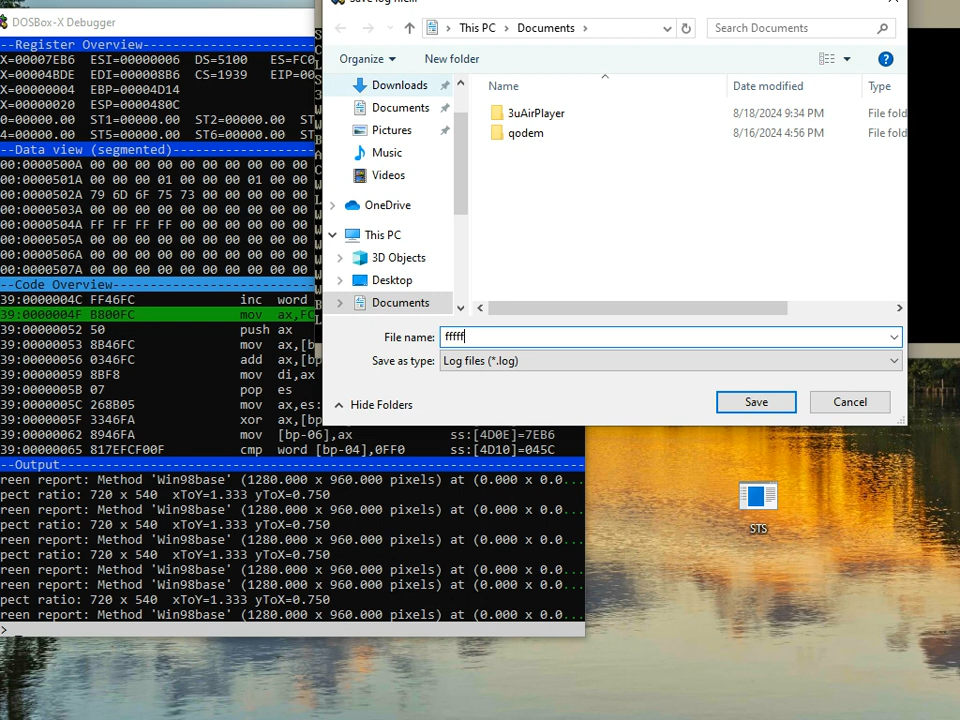 DOSBox-X Debugger
--Register Overview--
X=00007EB6 ESI=00000006 DS=5100 ES=FC0
X=00004BDE EDI=000008B6 CS=1939 EIP=00
X=00000004 EBP=00004D14
X=00000020 ESP=0000480C
0=00000.00 ST1=00000.00 ST2=00000.00 ST
4=00000.00 ST5=00000.00 ST6=00000.00 ST
--Data view (segmented)--
00:0000500A 00 00 00 00 00 00 00 00 00 00
00:0000501A 00 00 00 01 00 00 00 01 00 00
00:0000502A 79 6D 6F 75 73 00 00 00 00 00
00:0000503A 00 00 00 00 00 00 00 00 00 00
00:0000504A FF FF FF FF 00 00 00 00 00 00
00:0000505A 00 00 00 00 00 00 00 00 00 00
00:0000506A 00 00 00 00 00 00 00 00 00 00
00:0000507A 00 00 00 00 00 00 00 00 00 00
--Code Overview--
39:0000004C FF46FC inc word
39:0000004F B800FC mov ax,FC
39:00000052 50 push ax
39:00000053 8B46FC mov ax,[b
39:00000056 0346FA add ax,[bp
39:00000059 8BF8 mov di,ax
39:0000005B 07 pop es
39:0000005C 268B05 mov ax,es:
39:0000005F 3346FA xor ax,[bp
39:00000062 8946FA mov [bp-06],ax ss:[4D0E]=7EB6
39:00000065 817EFCF00F cmp word [bp-04],0FF0 ss:[4D10]=045C
--Output--
reen report: Method 'Win98base' (1280.000 x 960.000 pixels) at (0.000 x 0.0...
pect ratio: 720 x 540 xToY=1.333 yToX=0.750
reen report: Method 'Win98base' (1280.000 x 960.000 pixels) at (0.000 x 0.0...
pect ratio: 720 x 540 xToY=1.333 yToX=0.750
reen report: Method 'Win98base' (1280.000 x 960.000 pixels) at (0.000 x 0.0...
pect ratio: 720 x 540 xToY=1.333 yToX=0.750
reen report: Method 'Win98base' (1280.000 x 960.000 pixels) at (0.000 x 0.0...
reen report: Method 'Win98base' (1280.000 x 960.000 pixels) at (0.000 x 0.0...
pect ratio: 720 x 540 xToY=1.333 yToX=0.750
reen report: Method 'Win98base' (1280.000 x 960.000 pixels) at (0.000 x 0.0...
>
This PC > Documents >
Search Documents
Organize
New folder
Downloads
Documents
Pictures
Music
Videos
OneDrive
This PC
3D Objects
Desktop
Documents
Name Date modified Type
3uAirPlayer 8/18/2024 9:34 PM File fold
qodem 8/16/2024 4:56 PM File fold
File name: fffff
Save as type: Log files (*.log)
Hide Folders
Save
Cancel
STS